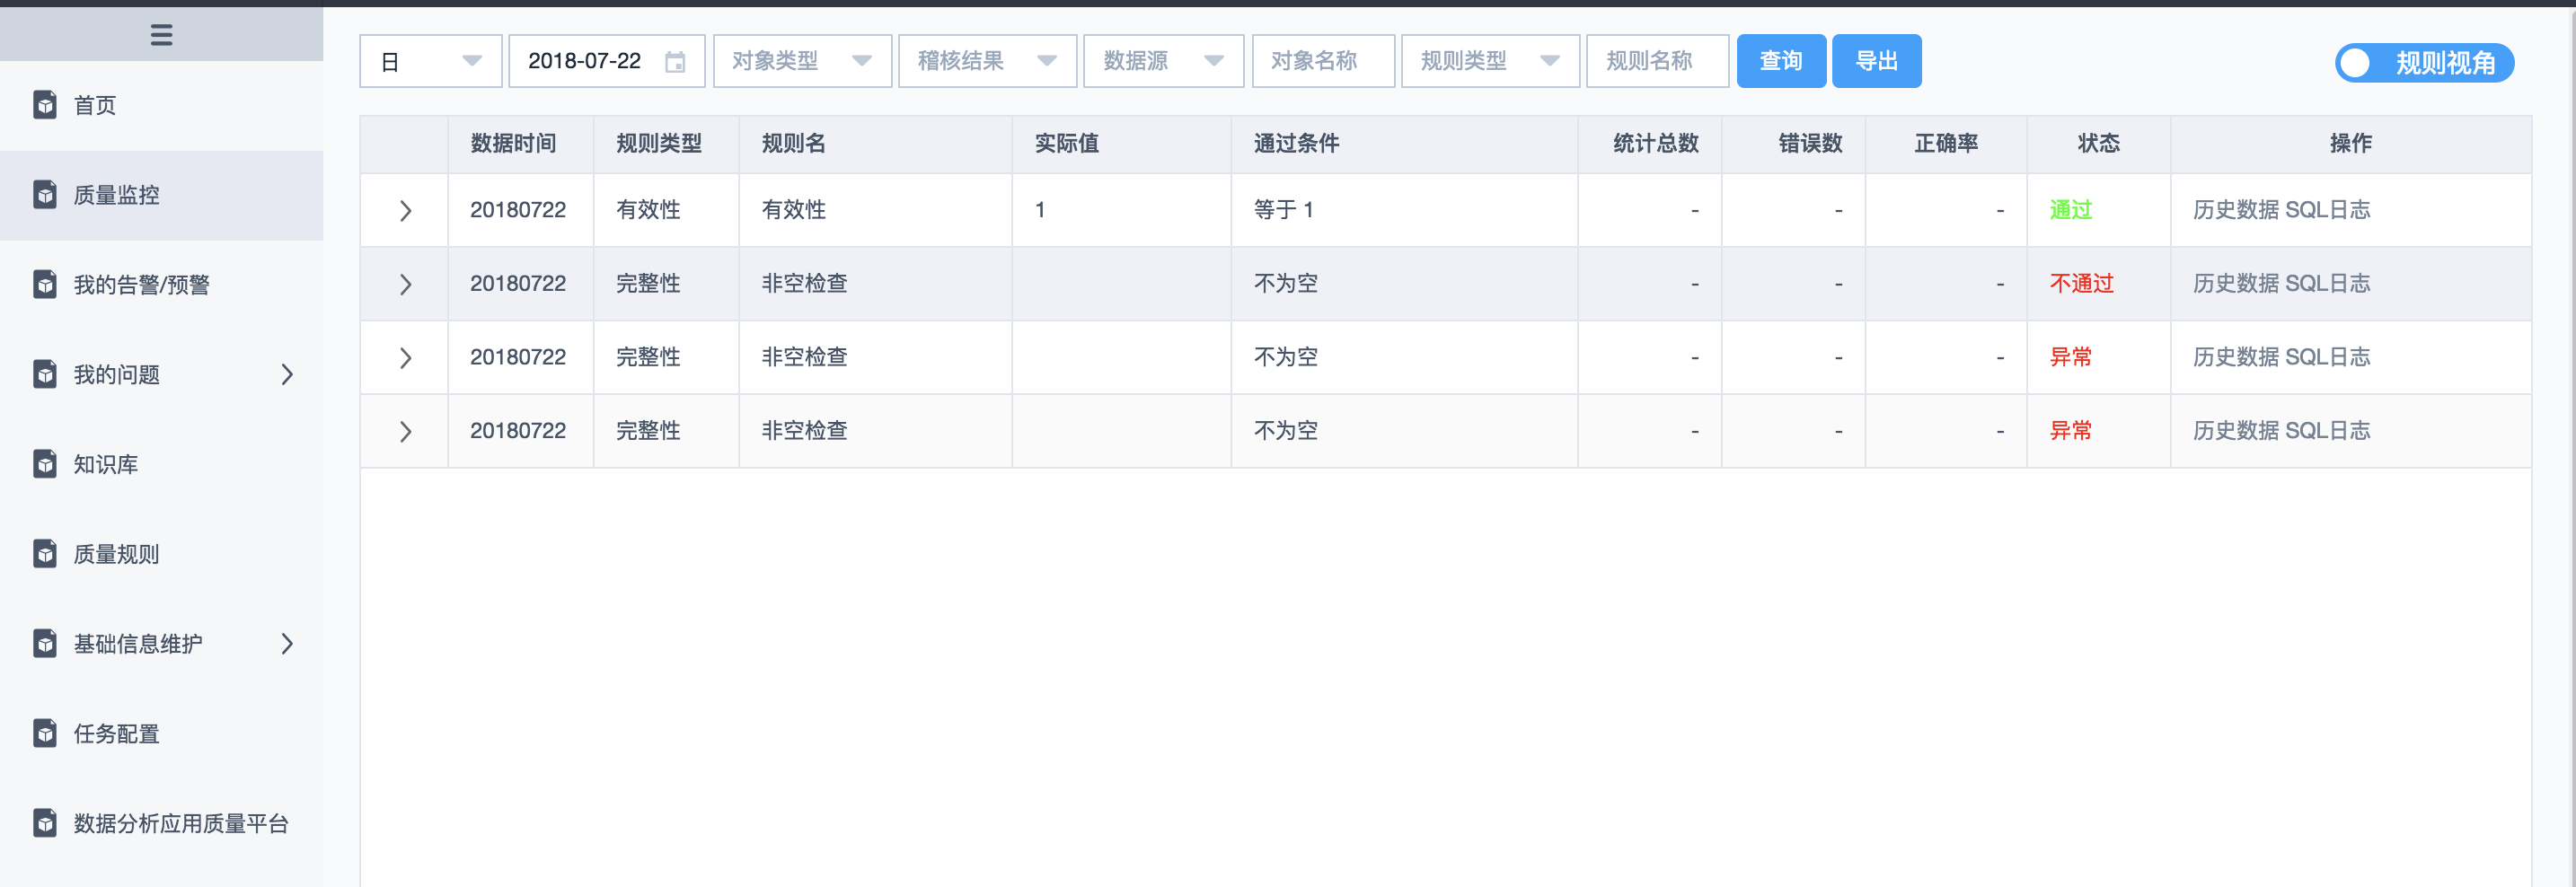 首页
质量监控
我的告警/预警
我的问题
知识库
质量规则
基础信息维护
任务配置
数据分析应用质量平台
日 2018-07-22 对象类型 稽核结果 数据源 对象名称 规则类型 规则名称 查询 导出 规则视角
数据时间 规则类型 规则名 实际值 通过条件 统计总数 错误数 正确率 状态 操作
20180722 有效性 有效性 1 等于 1 - - - 通过 历史数据 SQL日志
20180722 完整性 非空检查 不为空 - - - 不通过 历史数据 SQL日志
20180722 完整性 非空检查 不为空 - - - 异常 历史数据 SQL日志
20180722 完整性 非空检查 不为空 - - - 异常 历史数据 SQL日志